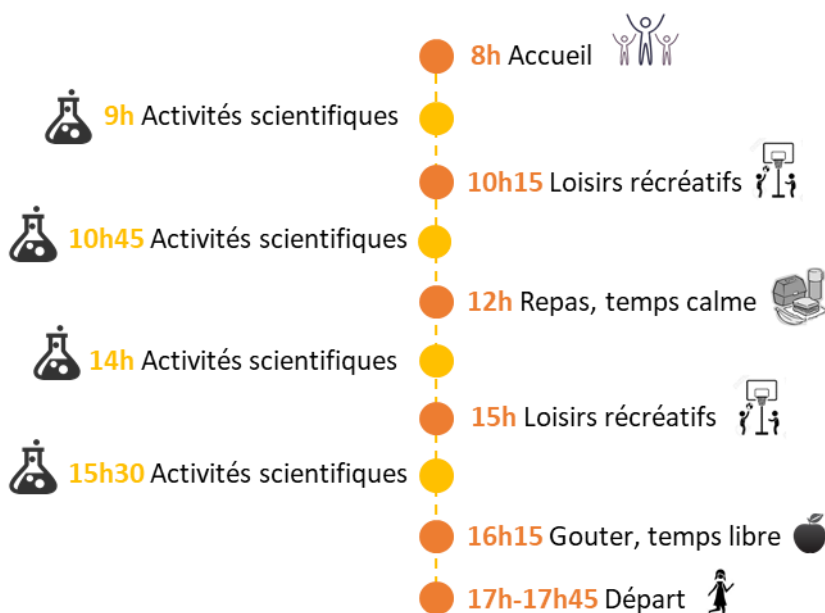 8h Accueil
9h Activités scientifiques
10h15 Loisirs récréatifs
10h45 Activités scientifiques
12h Repas, temps calme
14h Activités scientifiques
15h Loisirs récréatifs
15h30 Activités scientifiques
16h15 Gouter, temps libre
17h-17h45 Départ